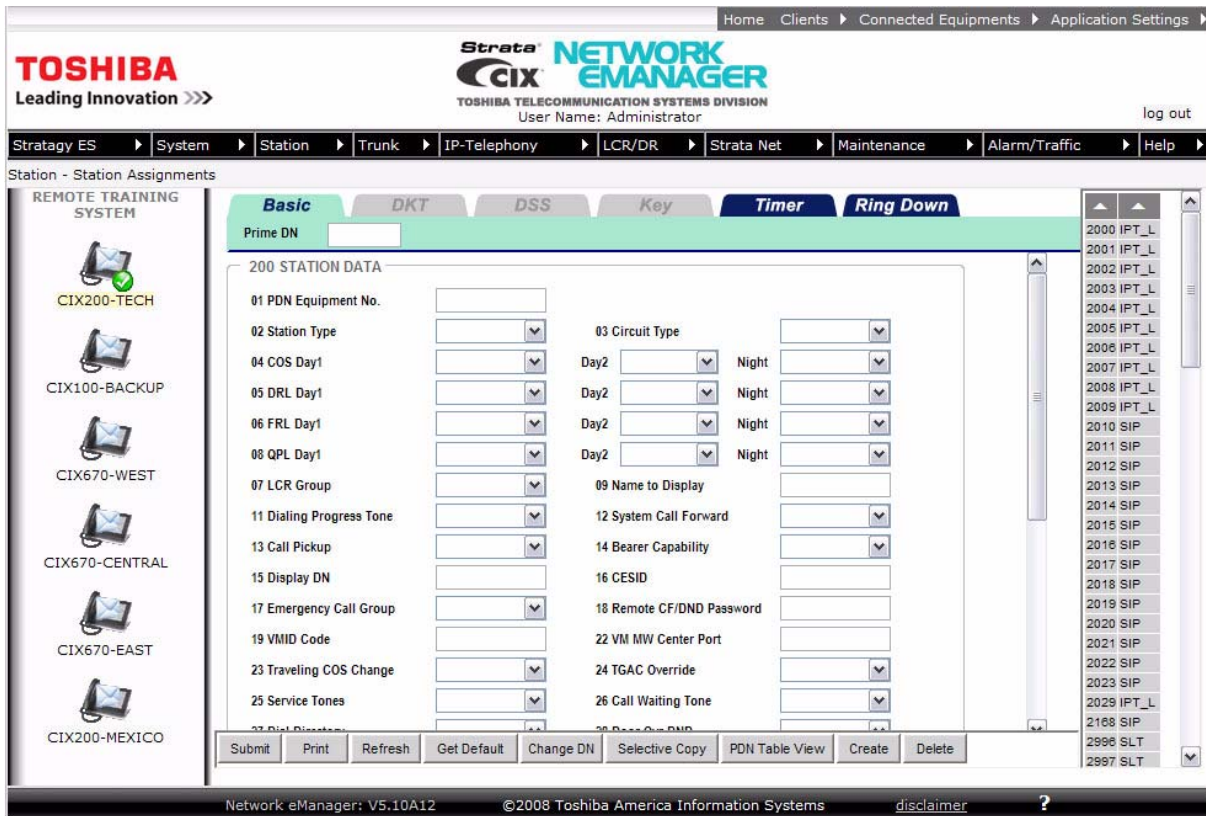 Home Clients Connected Equipments Application Settings
TOSHIBA
Leading Innovation >>>
Strata CIX NETWORK EMANAGER
TOSHIBA TELECOMMUNICATION SYSTEMS DIVISION
User Name: Administrator
log out
Stratagy ES System Station Trunk IP-Telephony LCR/DR Strata Net Maintenance Alarm/Traffic Help
Station - Station Assignments
REMOTE TRAINING SYSTEM
CIX200-TECH
CIX100-BACKUP
CIX670-WEST
CIX670-CENTRAL
CIX670-EAST
CIX200-MEXICO
Basic DKT DSS Key Timer Ring Down
Prime DN
200 STATION DATA
01 PDN Equipment No.
02 Station Type 03 Circuit Type
04 COS Day1 Day2 Night
05 DRL Day1 Day2 Night
06 FRL Day1 Day2 Night
08 QPL Day1 Day2 Night
07 LCR Group 09 Name to Display
11 Dialing Progress Tone 12 System Call Forward
13 Call Pickup 14 Bearer Capability
15 Display DN 16 CESID
17 Emergency Call Group 18 Remote CF/DND Password
19 VMID Code 22 VM MW Center Port
23 Traveling COS Change 24 TGAC Override
25 Service Tones 26 Call Waiting Tone
Submit Print Refresh Get Default Change DN Selective Copy PDN Table View Create Delete
2000 IPT_L
2001 IPT_L
2002 IPT_L
2003 IPT_L
2004 IPT_L
2005 IPT_L
2006 IPT_L
2007 IPT_L
2008 IPT_L
2009 IPT_L
2010 SIP
2011 SIP
2012 SIP
2013 SIP
2014 SIP
2015 SIP
2016 SIP
2017 SIP
2018 SIP
2019 SIP
2020 SIP
2021 SIP
2022 SIP
2023 SIP
2029 IPT_L
2168 SIP
2996 SLT
2997 SLT
Network eManager: V5.10A12 ©2008 Toshiba America Information Systems disclaimer ?